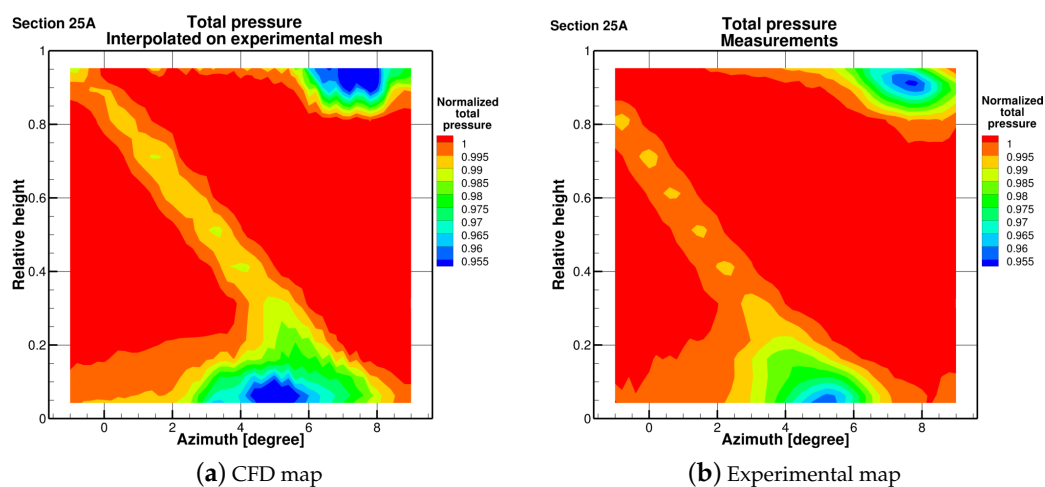 Section 25A
Total pressure
Interpolated on experimental mesh
Relative height
1
0.8
0.6
0.4
0.2
0
0
2
4
6
8
Azimuth [degree]
Normalized
total
pressure
1
0.995
0.99
0.985
0.98
0.975
0.97
0.965
0.96
0.955
(a) CFD map
Section 25A
Total pressure
Measurements
Relative height
1
0.8
0.6
0.4
0.2
0
0
2
4
6
8
Azimuth [degree]
Normalized
total
pressure
1
0.995
0.99
0.985
0.98
0.975
0.97
0.965
0.96
0.955
(b) Experimental map